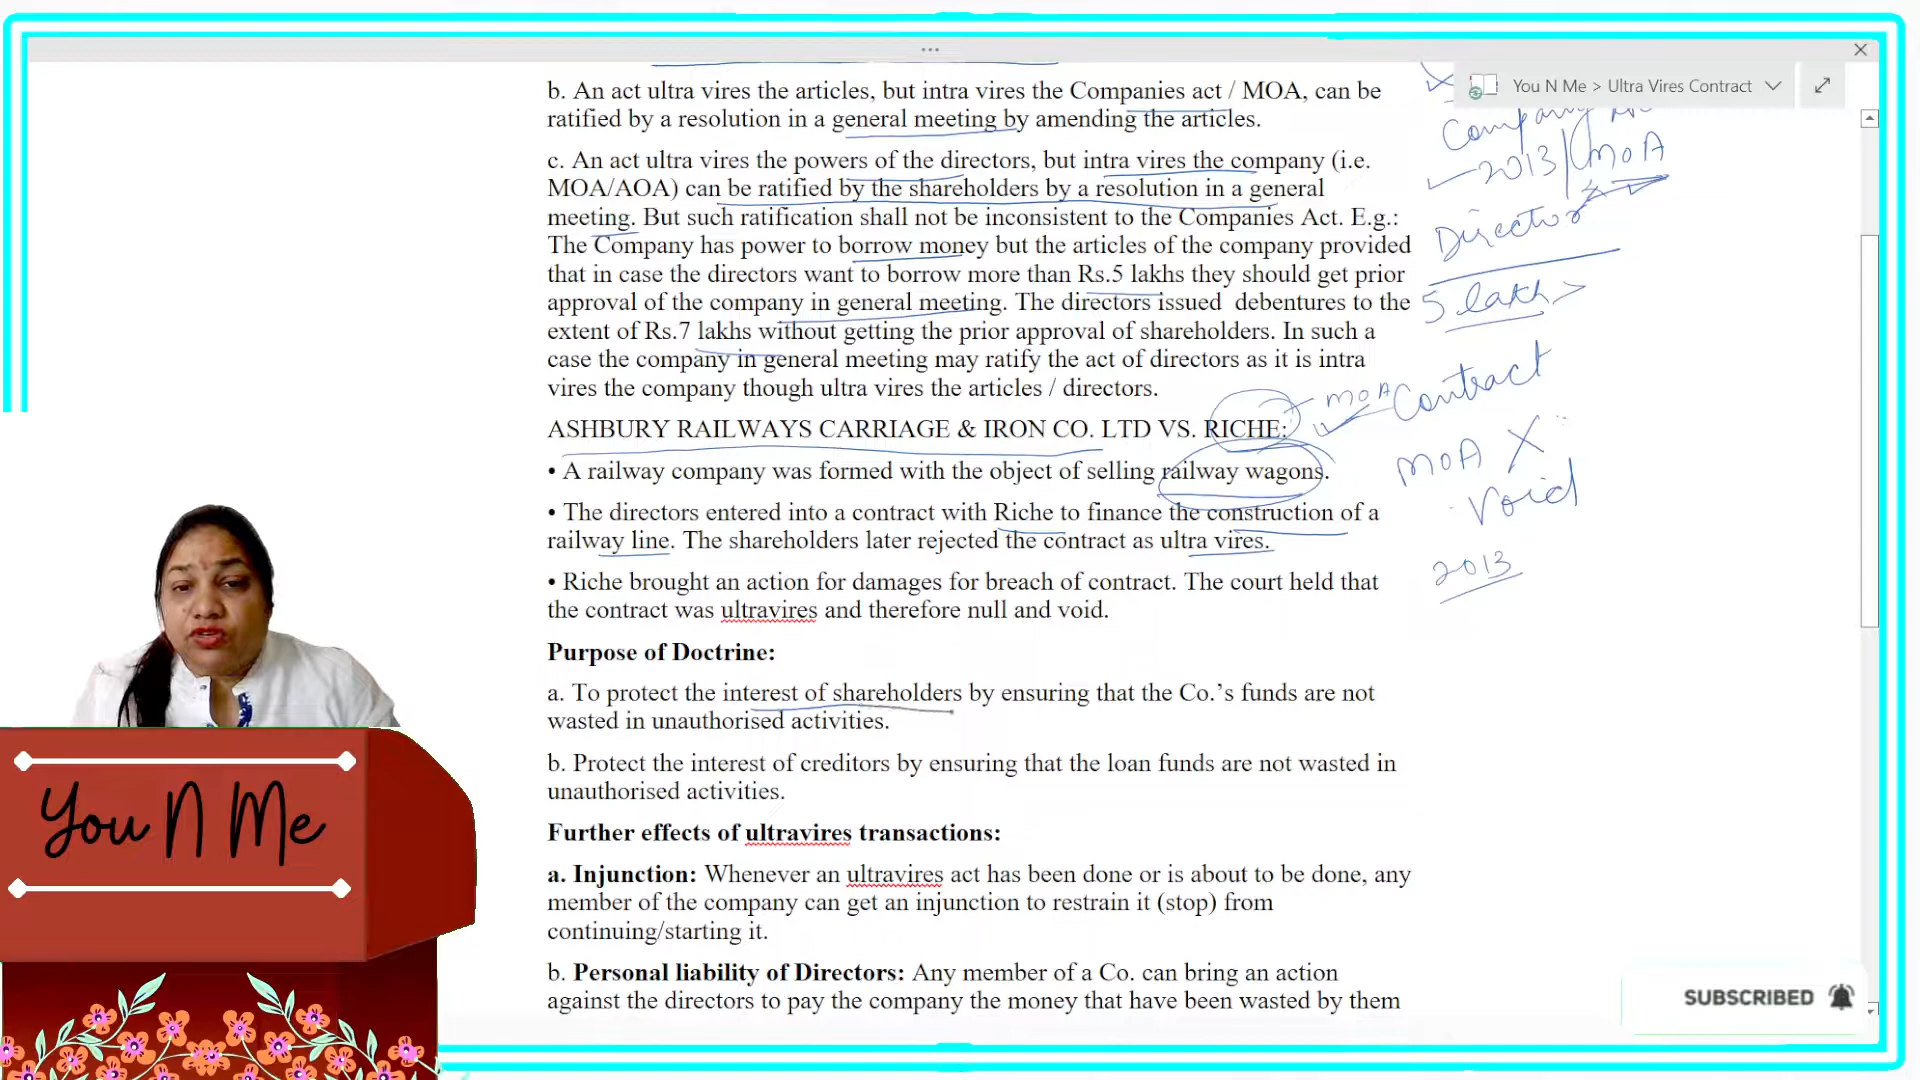 You N Me > Ultra Vires Contract
b. An act ultra vires the articles, but intra vires the Companies act / MOA, can be
ratified by a resolution in a general meeting by amending the articles.
c. An act ultra vires the powers of the directors, but intra vires the company (i.e.
MOA/AOA) can be ratified by the shareholders by a resolution in a general
meeting. But such ratification shall not be inconsistent to the Companies Act. E.g.:
The Company has power to borrow money but the articles of the company provided
that in case the directors want to borrow more than Rs.5 lakhs they should get prior
approval of the company in general meeting. The directors issued debentures to the
extent of Rs.7 lakhs without getting the prior approval of shareholders. In such a
case the company in general meeting may ratify the act of directors as it is intra
vires the company though ultra vires the articles / directors.
ASHBURY RAILWAYS CARRIAGE & IRON CO. LTD VS. RICHE:
• A railway company was formed with the object of selling railway wagons.
• The directors entered into a contract with Riche to finance the construction of a
railway line. The shareholders later rejected the contract as ultra vires.
• Riche brought an action for damages for breach of contract. The court held that
the contract was ultravires and therefore null and void.
Purpose of Doctrine:
a. To protect the interest of shareholders by ensuring that the Co.’s funds are not
wasted in unauthorised activities.
b. Protect the interest of creditors by ensuring that the loan funds are not wasted in
unauthorised activities.
Further effects of ultravires transactions:
a. Injunction: Whenever an ultravires act has been done or is about to be done, any
member of the company can get an injunction to restrain it (stop) from
continuing/starting it.
b. Personal liability of Directors: Any member of a Co. can bring an action
against the directors to pay the company the money that have been wasted by them
Company
2013 | MOA
Director
5 lakh >
MOA Contract
MOA X
Void
2013
You N Me
SUBSCRIBED